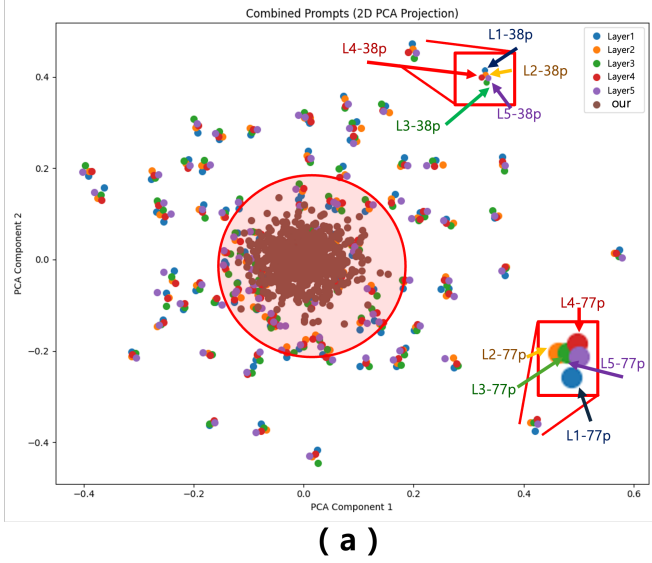 Combined Prompts (2D PCA Projection)
PCA Component 2
0.4
0.2
0.0
−0.2
−0.4
L4-38p
L1-38p
L2-38p
L3-38p
L5-38p
Layer1
Layer2
Layer3
Layer4
Layer5
our
L4-77p
L2-77p
L5-77p
L3-77p
L1-77p
−0.4
−0.2
0.0
0.2
0.4
0.6
PCA Component 1
( a )